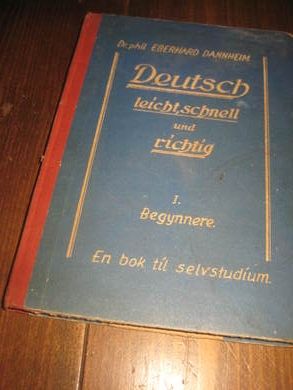 Dr. phil EBERHARD DANNHEIM.
Deutsch
leicht, schnell
und
richtig
I.
Begynnere.
En bok til selvstudium.